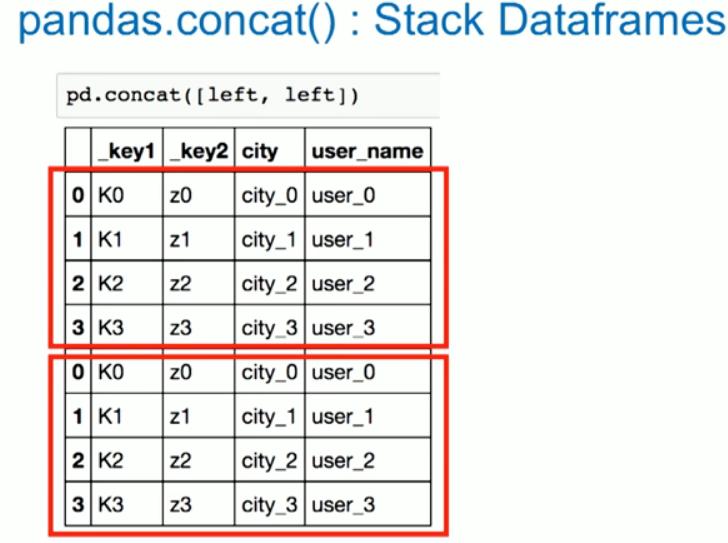 pandas.concat() : Stack Dataframes
pd.concat([left, left])
_key1 _key2 city user_name
0 K0 z0 city_0 user_0
1 K1 z1 city_1 user_1
2 K2 z2 city_2 user_2
3 K3 z3 city_3 user_3
0 K0 z0 city_0 user_0
1 K1 z1 city_1 user_1
2 K2 z2 city_2 user_2
3 K3 z3 city_3 user_3